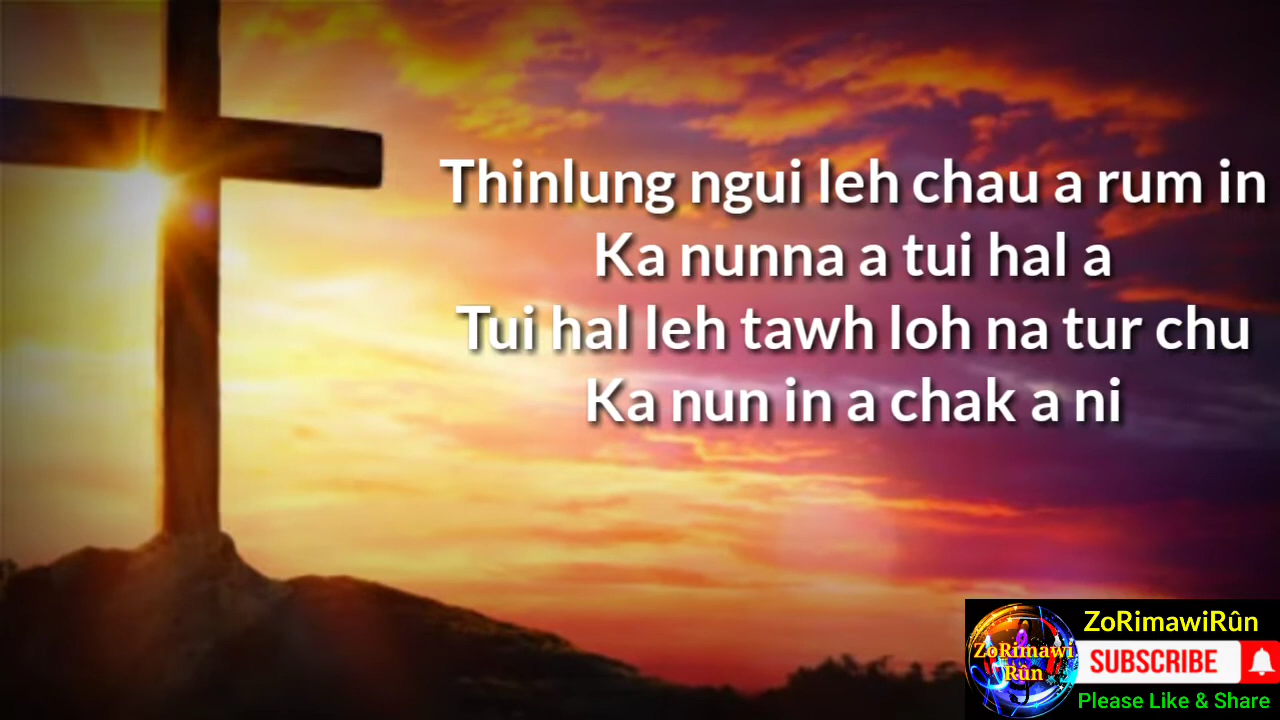 Thinlung ngui leh chau a rum in
Ka nunna a tui hal a
Tui hal leh tawh loh na tur chu
Ka nun in a chak a ni
ZoRimawiRûn
ZoRimawi
Rûn
SUBSCRIBE
Please Like & Share